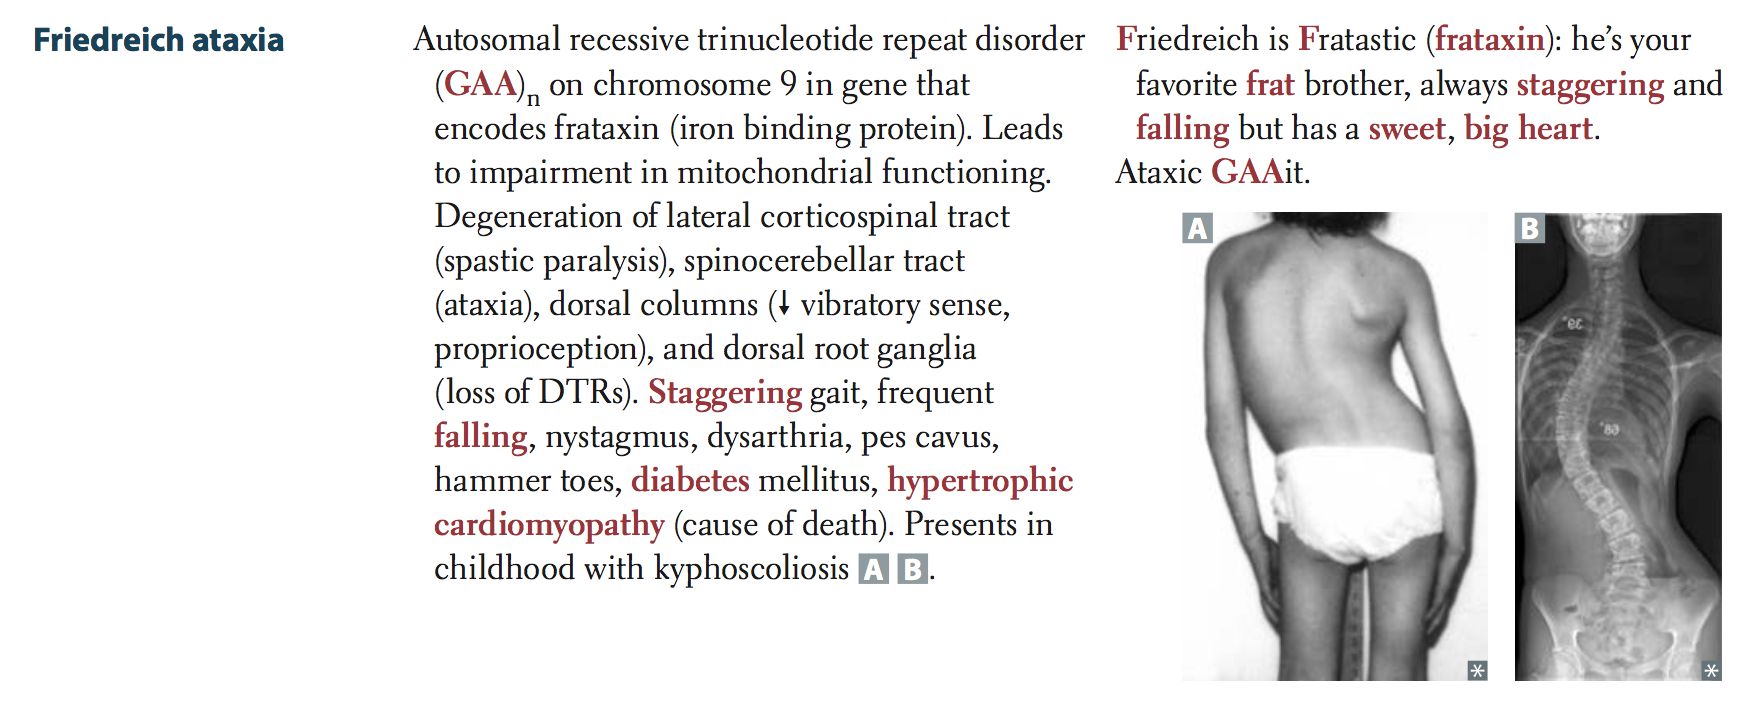 Friedreich ataxia
Autosomal recessive trinucleotide repeat disorder
(GAA)n on chromosome 9 in gene that
encodes frataxin (iron binding protein). Leads
to impairment in mitochondrial functioning.
Degeneration of lateral corticospinal tract
(spastic paralysis), spinocerebellar tract
(ataxia), dorsal columns (↓ vibratory sense,
proprioception), and dorsal root ganglia
(loss of DTRs). Staggering gait, frequent
falling, nystagmus, dysarthria, pes cavus,
hammer toes, diabetes mellitus, hypertrophic
cardiomyopathy (cause of death). Presents in
childhood with kyphoscoliosis A B.
Friedreich is Fratastic (frataxin): he's your
favorite frat brother, always staggering and
falling but has a sweet, big heart.
Ataxic GAAit.
A
B